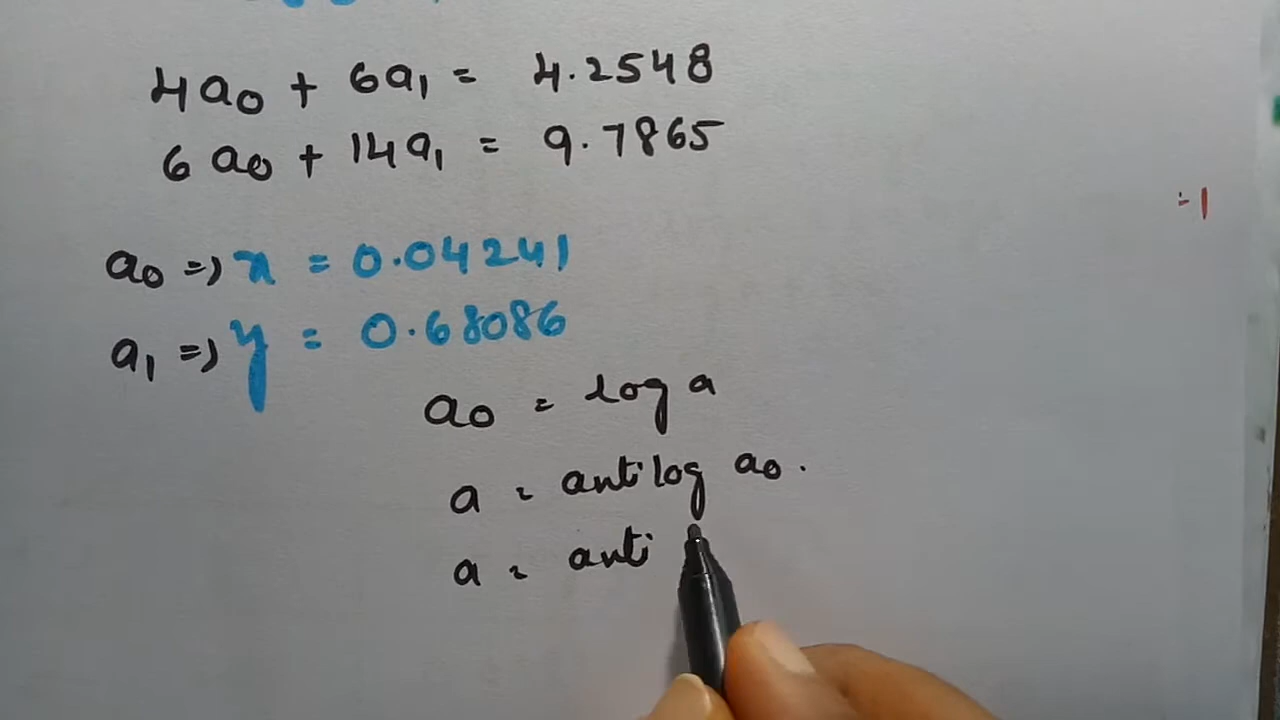 4a₀ + 6a₁ = 4.2548
6a₀ + 14a₁ = 9.7865
a₀ => x = 0.04241
a₁ => y = 0.68086
a₀ = log a
a = antilog a₀.
a = anti
-1